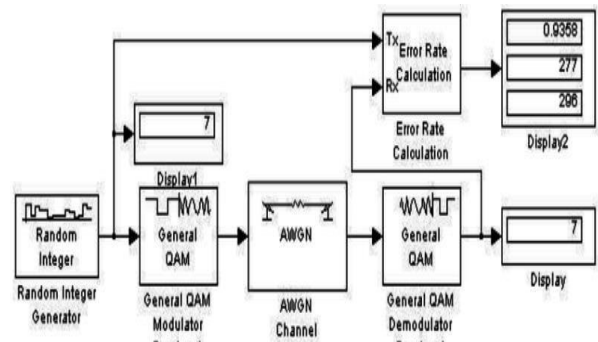 Tx
Error Rate
Calculation
Rx
Error Rate
Calculation
0.9358
277
296
Display2
7
Display1
Random
Integer
Random Integer
Generator
General
QAM
General QAM
Modulator
AWGN
AWGN
Channel
General
QAM
General QAM
Demodulator
7
Display